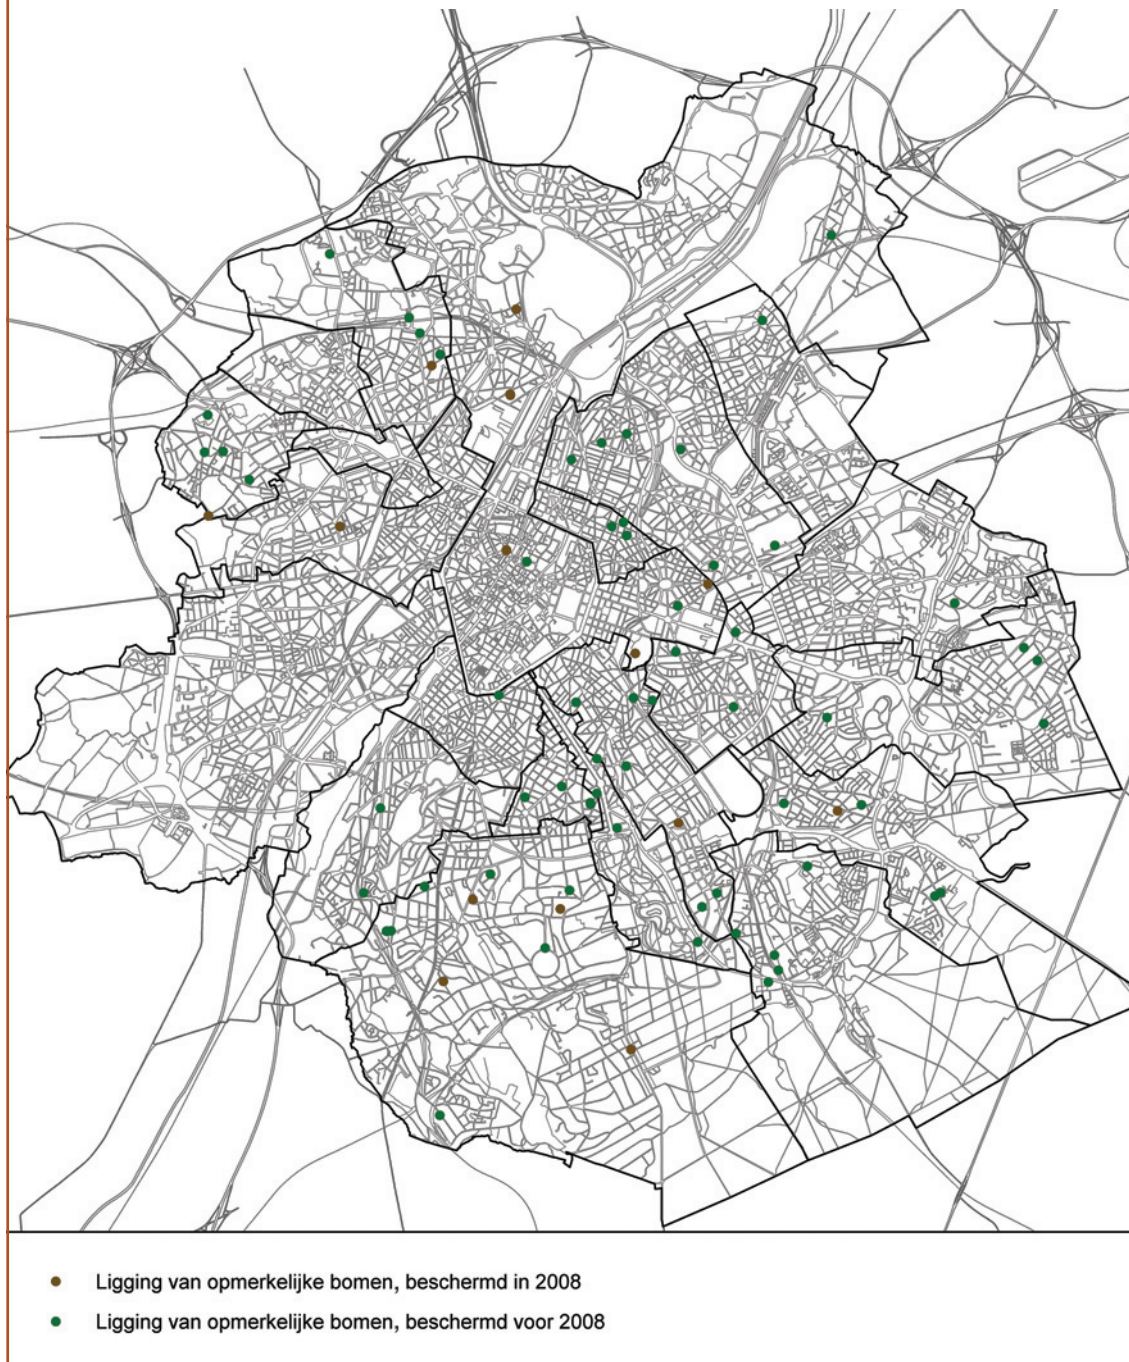 Ligging van opmerkelijke bomen, beschermd in 2008
Ligging van opmerkelijke bomen, beschermd voor 2008